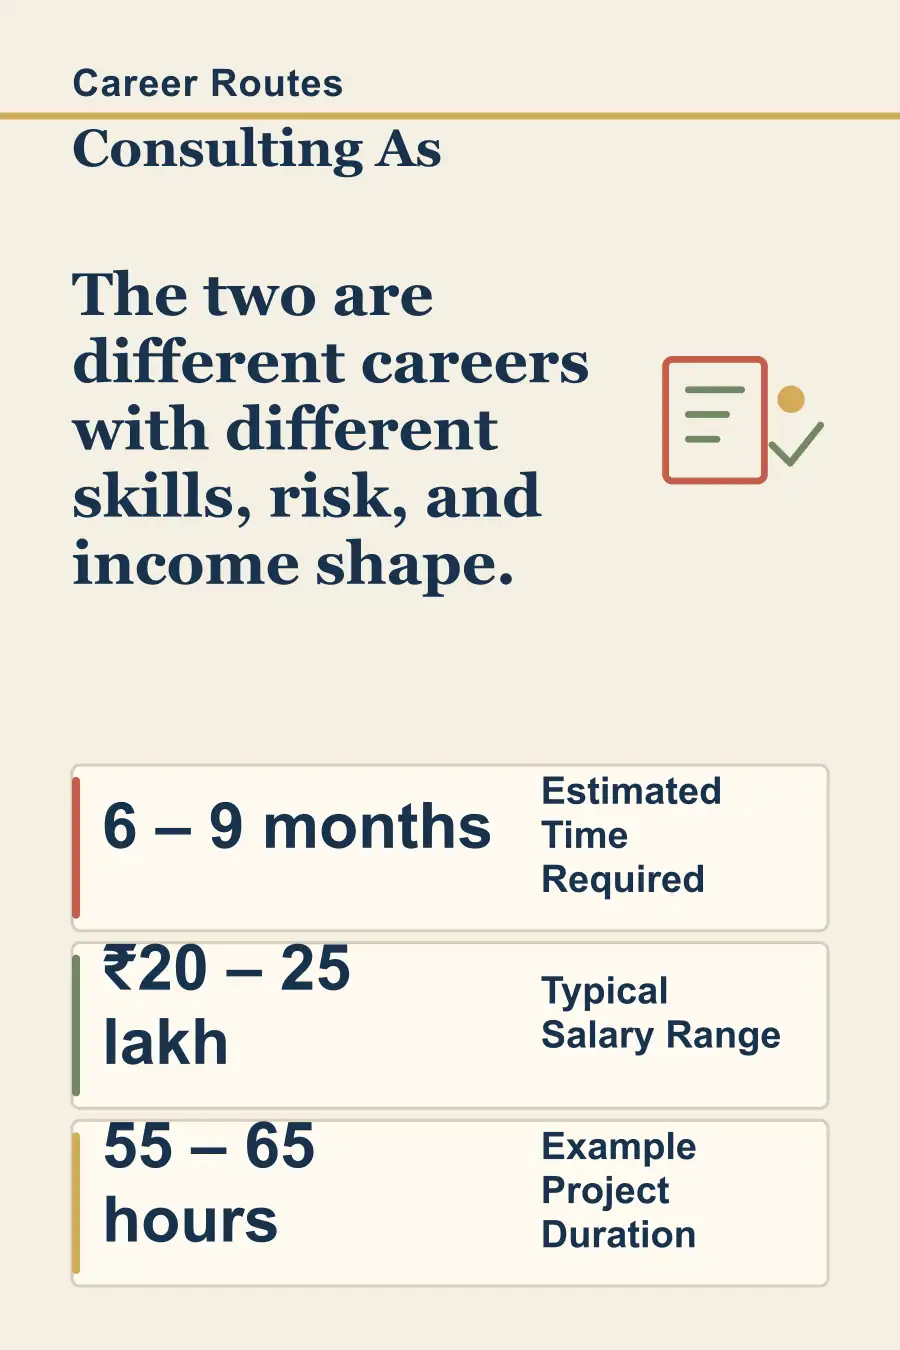 Career Routes
Consulting As
The two are
different careers
with different
skills, risk, and
income shape.
6 – 9 months
Estimated
Time
Required
₹20 – 25
lakh
Typical
Salary Range
55 – 65
hours
Example
Project
Duration